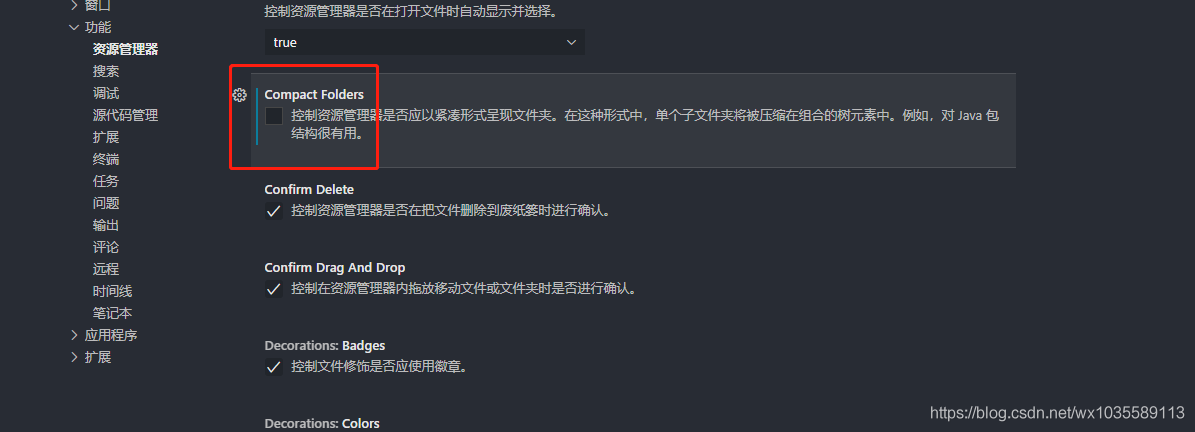 窗口
功能
资源管理器
搜索
调试
源代码管理
扩展
终端
任务
问题
输出
评论
远程
时间线
笔记本
应用程序
扩展
控制资源管理器是否在打开文件时自动显示并选择。
true
Compact Folders
控制资源管理器是否应以紧凑形式呈现文件夹。在这种形式中，单个子文件夹将被压缩在组合的树元素中。例如，对 Java 包
结构很有用。
Confirm Delete
控制资源管理器是否在把文件删除到废纸篓时进行确认。
Confirm Drag And Drop
控制在资源管理器内拖放移动文件或文件夹时是否进行确认。
Decorations: Badges
控制文件修饰是否应使用徽章。
Decorations: Colors
https://blog.csdn.net/wx1035589113